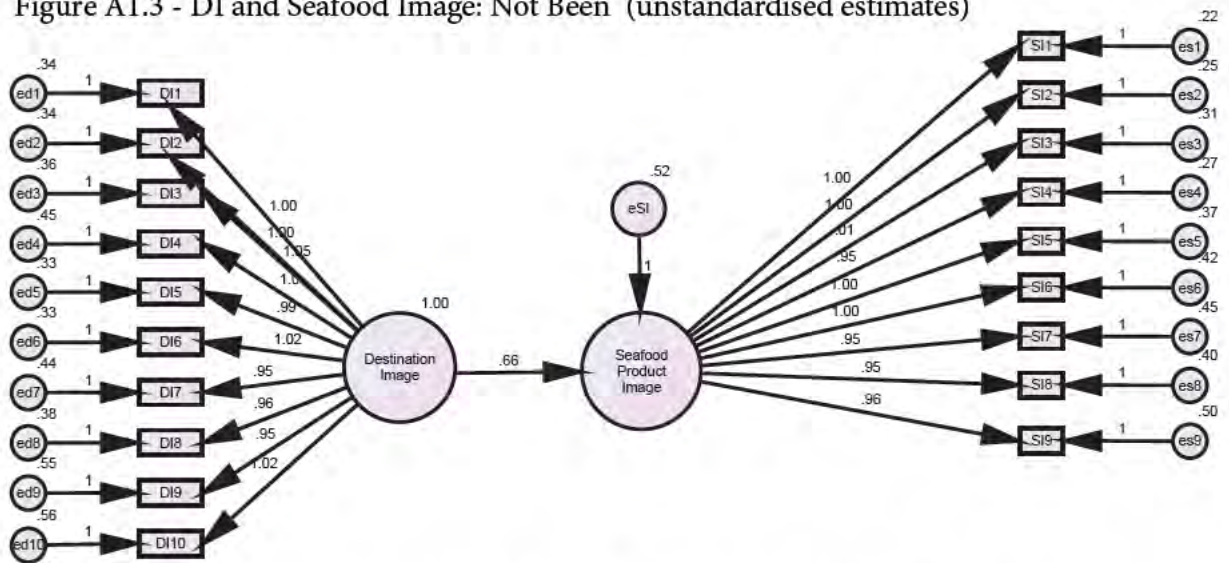 Figure A1.3 - DI and Seafood Image: Not Been (unstandardised estimates)
.34
ed1
1
DI1
.34
ed2
1
DI2
.36
ed3
1
DI3
.45
ed4
1
DI4
.33
ed5
1
DI5
.33
ed6
1
DI6
.44
ed7
1
DI7
.38
ed8
1
DI8
.55
ed9
1
DI9
.56
ed10
1
DI10
1.00
1.00
1.05
.99
1.02
.95
.96
.95
1.02
1.00
Destination
Image
.66
.52
eSI
1
Seafood
Product
Image
1.00
1.00
.01
.95
1.00
1.00
.95
.95
.96
.22
SI1
1
es1
.25
SI2
1
es2
.31
SI3
1
es3
.27
SI4
1
es4
.37
SI5
1
es5
.42
SI6
1
es6
.45
SI7
1
es7
.40
SI8
1
es8
.50
SI9
1
es9